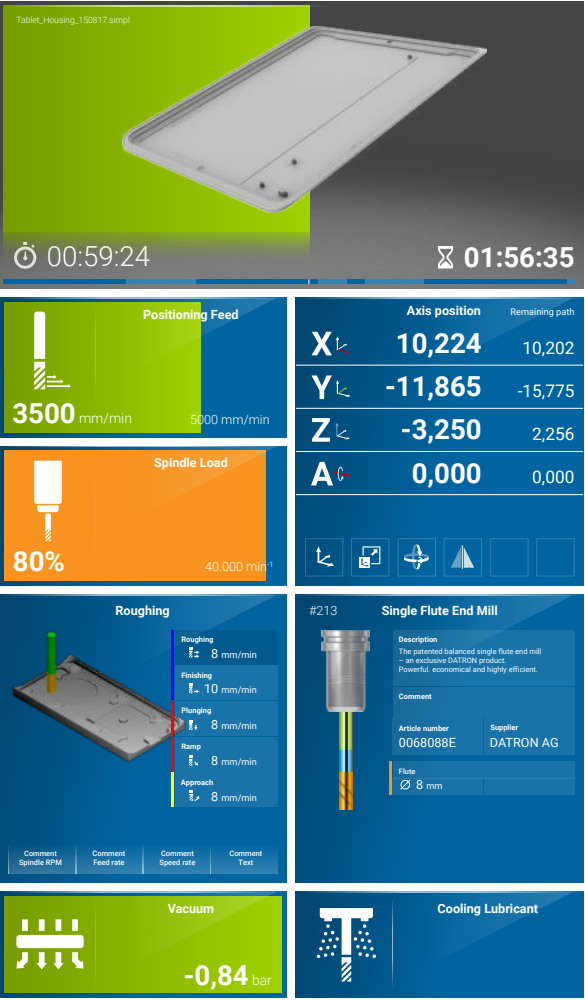 Tablet_Housing_150817.simpl
00:59:24
01:56:35
Positioning Feed
3500 mm/min
5000 mm/min
Axis position
Remaining path
X 10,224 10,202
Y -11,865 -15,775
Z -3,250 2,256
A 0,000 0,000
Spindle Load
80%
40.000 min-1
Roughing
Roughing
8 mm/min
Finishing
10 mm/min
Plunging
8 mm/min
Ramp
8 mm/min
Approach
8 mm/min
Comment
Spindle RPM
Comment
Feed rate
Comment
Speed rate
Comment
Text
#213
Single Flute End Mill
Description
The patented balanced single flute end mill
– an exclusive DATRON product.
Powerful. economical and highly efficient.
Comment
Article number
0068088E
Supplier
DATRON AG
Flute
Ø 8 mm
Vacuum
-0,84 bar
Cooling Lubricant